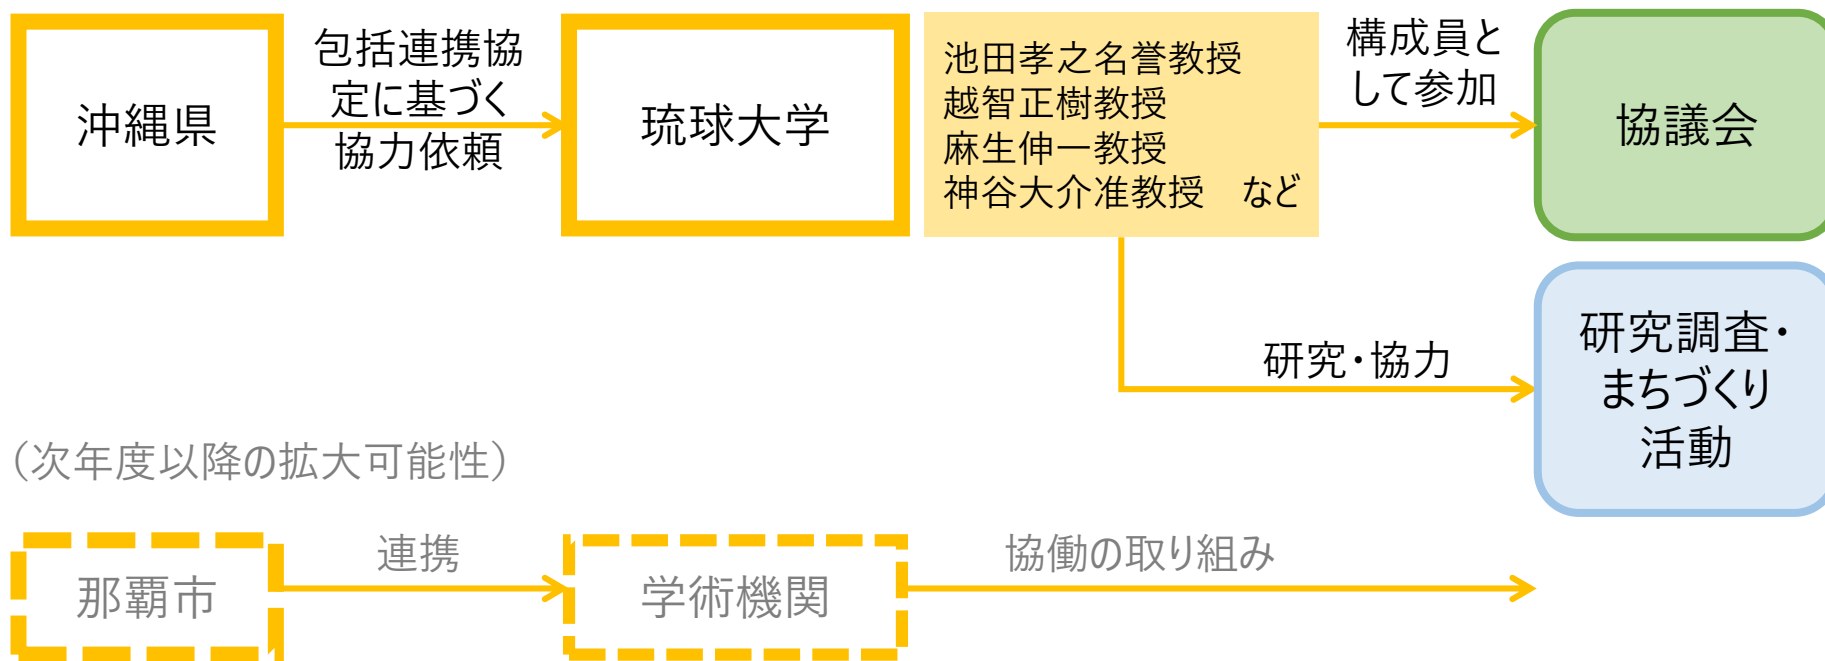 沖縄県
包括連携協
定に基づく
協力依頼
琉球大学
池田孝之名誉教授
越智正樹教授
麻生伸一教授
神谷大介准教授　など
構成員と
して参加
協議会
研究・協力
研究調査・
まちづくり
活動
（次年度以降の拡大可能性）
那覇市
連携
学術機関
協働の取り組み